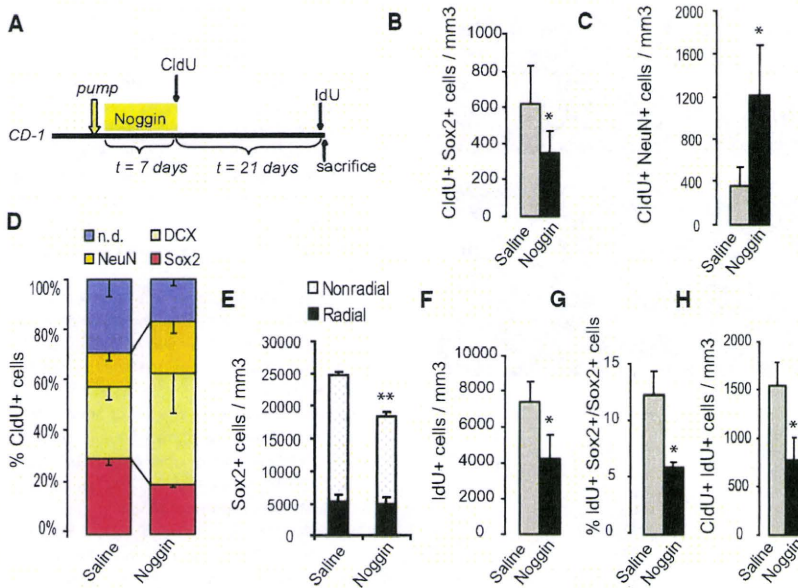 A
pump
CldU
IdU
Noggin
CD-1
t = 7 days
t = 21 days
sacrifice
B
CldU+ Sox2+ cells / mm3
1000
800
600
400
200
0
*
Saline
Noggin
C
CldU+ NeuN+ cells / mm3
2000
1600
1200
800
400
0
*
Saline
Noggin
D
n.d.
DCX
NeuN
Sox2
% CldU+ cells
100%
80%
60%
40%
20%
0%
Saline
Noggin
E
Nonradial
Radial
Sox2+ cells / mm3
30000
25000
20000
15000
10000
5000
0
**
Saline
Noggin
F
IdU+ cells / mm3
10000
8000
6000
4000
2000
0
*
Saline
Noggin
G
% IdU+ Sox2+/Sox2+ cells
15
10
5
0
*
Saline
Noggin
H
CldU+ IdU+ cells / mm3
2000
1500
1000
500
0
*
Saline
Noggin